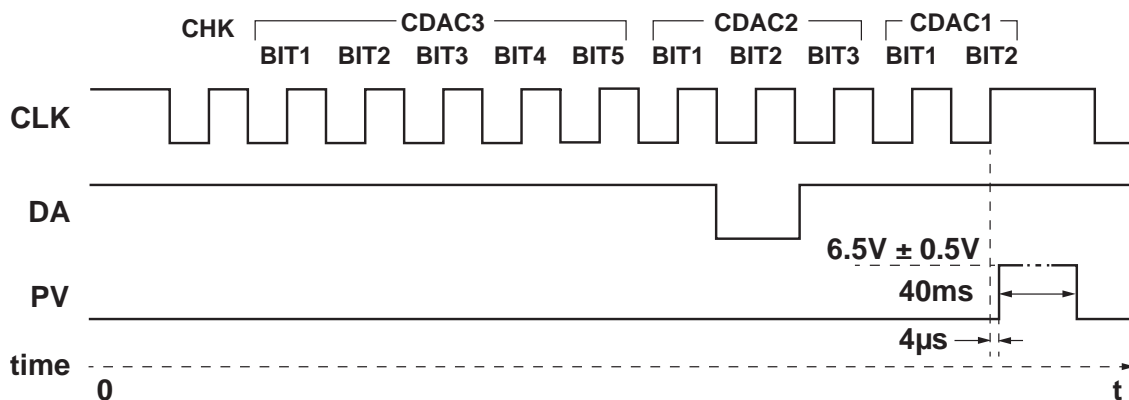 CHK CDAC3 CDAC2 CDAC1
BIT1 BIT2 BIT3 BIT4 BIT5 BIT1 BIT2 BIT3 BIT1 BIT2
CLK
DA
6.5V ± 0.5V
PV
40ms
4µs
time
0 t